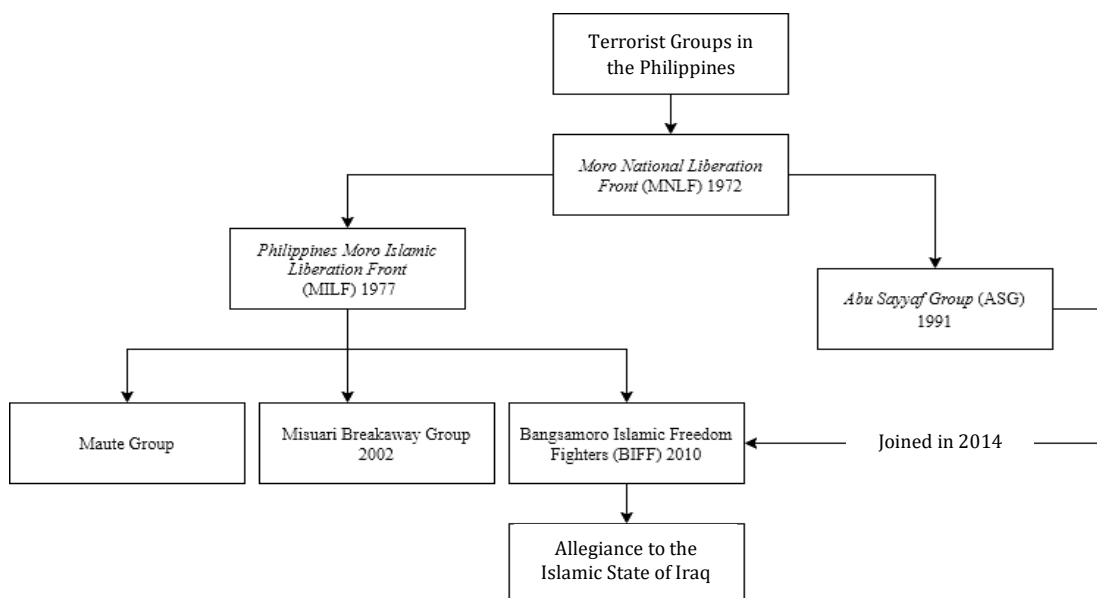 Terrorist Groups in
the Philippines
Moro National Liberation
Front (MNLF) 1972
Philippines Moro Islamic
Liberation Front
(MILF) 1977
Abu Sayyaf Group (ASG)
1991
Maute Group
Misuari Breakaway Group
2002
Bangsamoro Islamic Freedom
Fighters (BIFF) 2010
Joined in 2014
Allegiance to the
Islamic State of Iraq